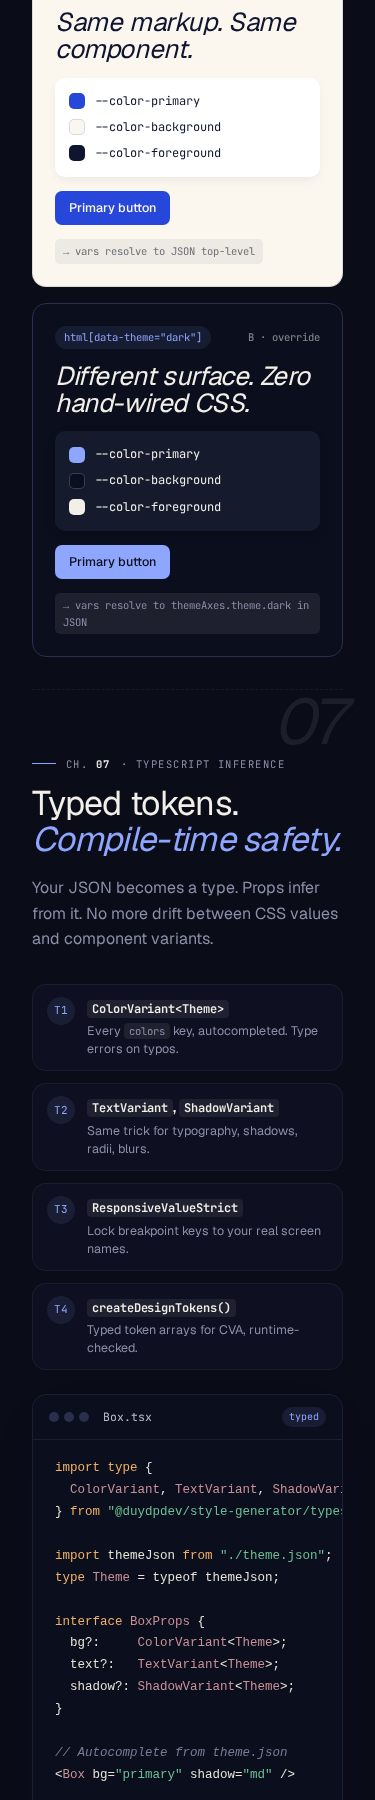 Same markup. Same
component.
--color-primary
--color-background
--color-foreground
Primary button
→ vars resolve to JSON top-level
html[data-theme="dark"]
B · override
Different surface. Zero
hand-wired CSS.
--color-primary
--color-background
--color-foreground
Primary button
→ vars resolve to themeAxes.theme.dark in
JSON
07
CH. 07 · TYPESCRIPT INFERENCE
Typed tokens.
Compile-time safety.
Your JSON becomes a type. Props infer
from it. No more drift between CSS values
and component variants.
T1
ColorVariant<Theme>
Every colors key, autocompleted. Type
errors on typos.
T2
TextVariant, ShadowVariant
Same trick for typography, shadows,
radii, blurs.
T3
ResponsiveValueStrict
Lock breakpoint keys to your real screen
names.
T4
createDesignTokens()
Typed token arrays for CVA, runtime-
checked.
Box.tsx
typed
import type {
ColorVariant, TextVariant, ShadowVari
} from "@duydpdev/style-generator/types
import themeJson from "./theme.json";
type Theme = typeof themeJson;
interface BoxProps {
bg?: ColorVariant<Theme>;
text?: TextVariant<Theme>;
shadow?: ShadowVariant<Theme>;
}
// Autocomplete from theme.json
<Box bg="primary" shadow="md" />